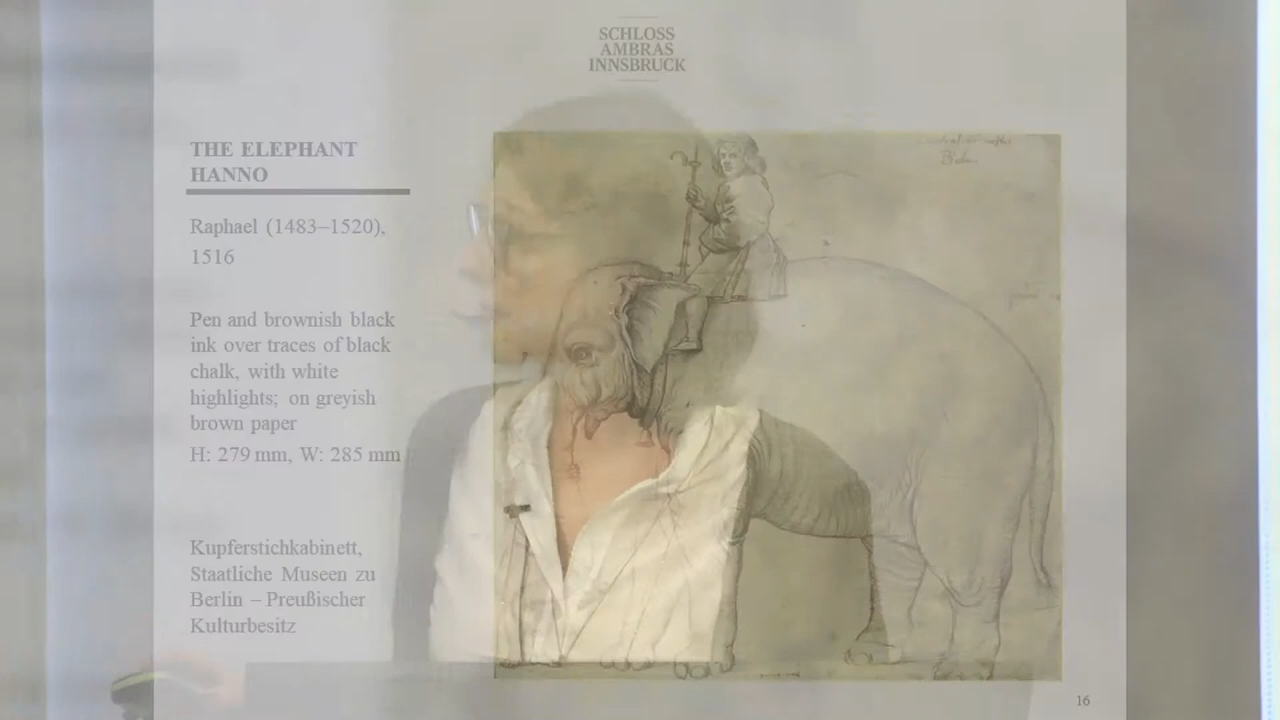 SCHLOSS
AMBRAS
INNSBRUCK
THE ELEPHANT
HANNO
Raphael (1483–1520),
1516
Pen and brownish black
ink over traces of black
chalk, with white
highlights; on greyish
brown paper
H: 279 mm, W: 285 mm
Kupferstichkabinett,
Staatliche Museen zu
Berlin – Preußischer
Kulturbesitz
16